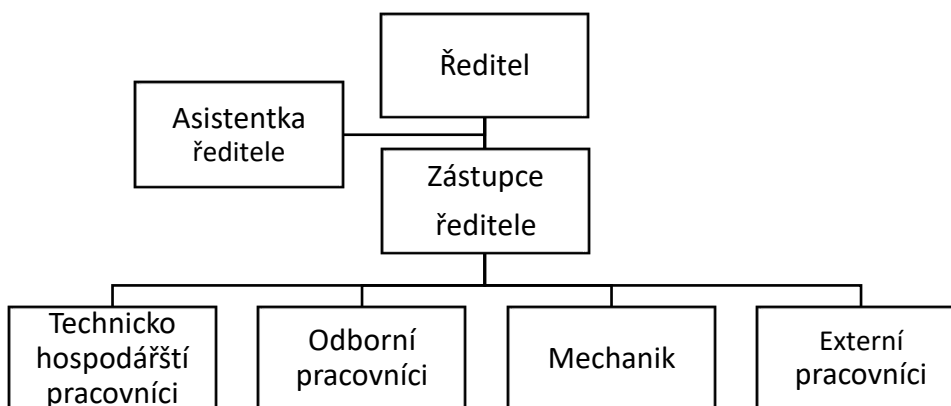 Ředitel
Asistentka
ředitele
Zástupce
ředitele
Technicko
hospodářští
pracovníci
Odborní
pracovníci
Mechanik
Externí
pracovníci